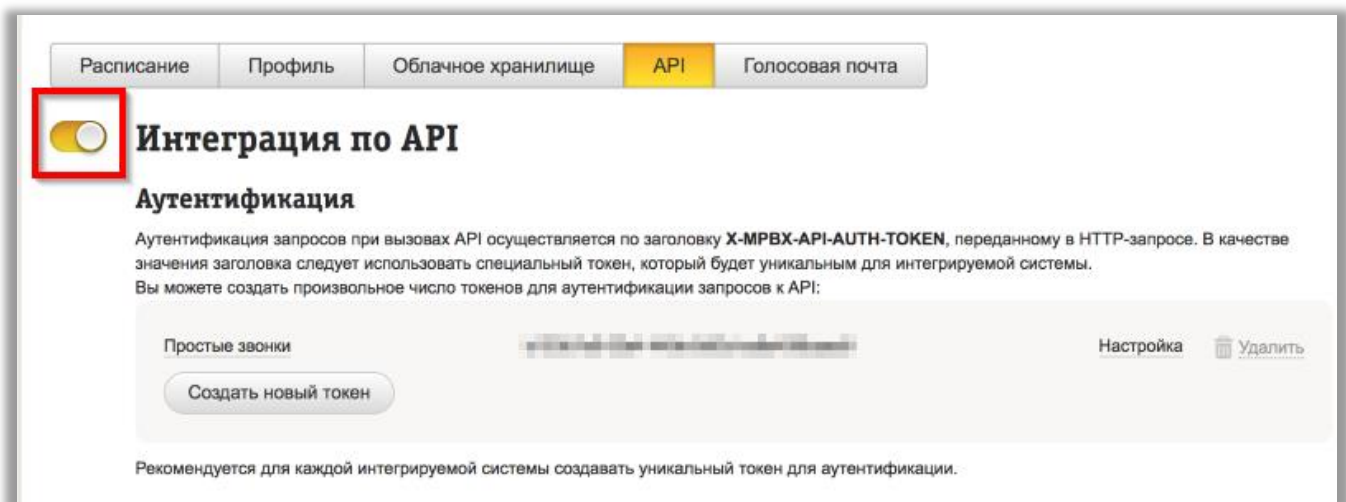 Расписание Профиль Облачное хранилище API Голосовая почта
Интеграция по API
Аутентификация
Аутентификация запросов при вызовах API осуществляется по заголовку X-MPBX-API-AUTH-TOKEN, переданному в HTTP-запросе. В качестве
значения заголовка следует использовать специальный токен, который будет уникальным для интегрируемой системы.
Вы можете создать произвольное число токенов для аутентификации запросов к API:
Простые звонки Настройка Удалить
Создать новый токен
Рекомендуется для каждой интегрируемой системы создавать уникальный токен для аутентификации.